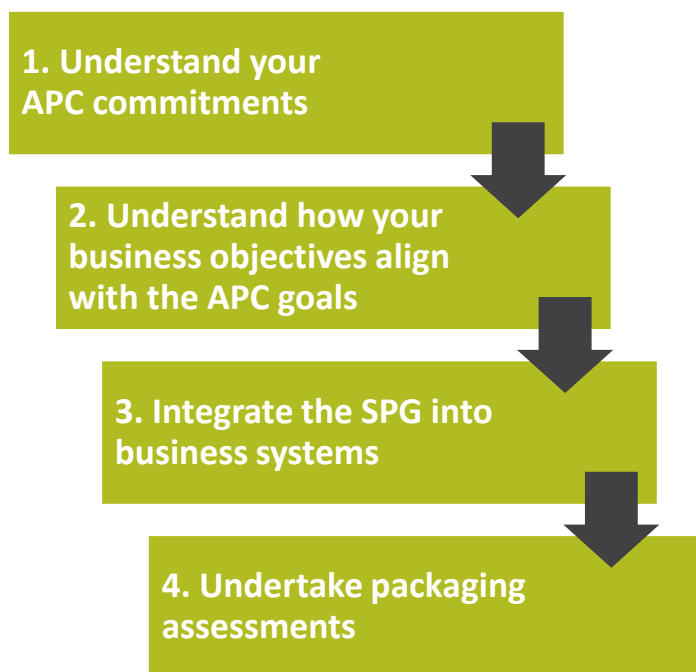 1. Understand your
APC commitments
2. Understand how your
business objectives align
with the APC goals
3. Integrate the SPG into
business systems
4. Undertake packaging
assessments